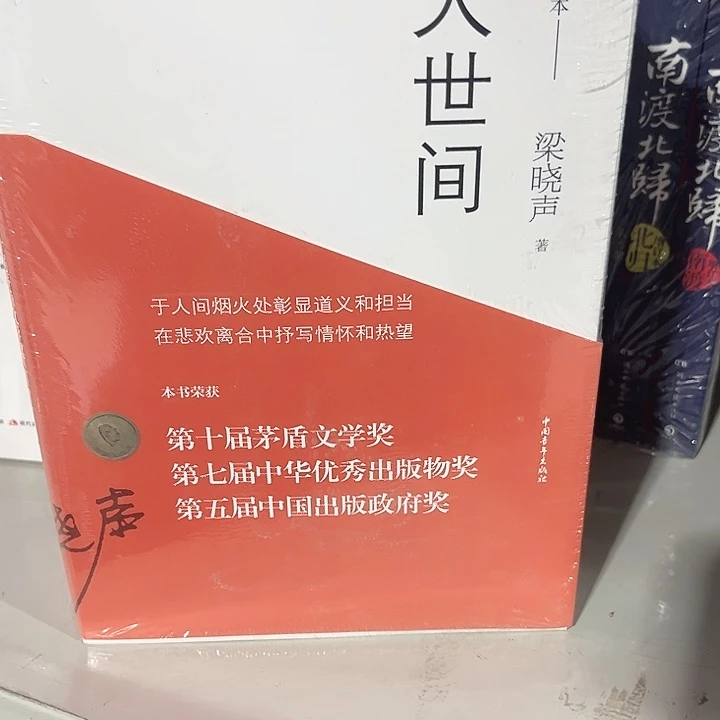 人世间
本——
梁晓声 著
于人间烟火处彰显道义和担当
在悲欢离合中抒写情怀和热望
本书荣获
第十届茅盾文学奖
第七届中华优秀出版物奖
第五届中国出版政府奖
中国青年出版社
南渡北歸
南渡北歸